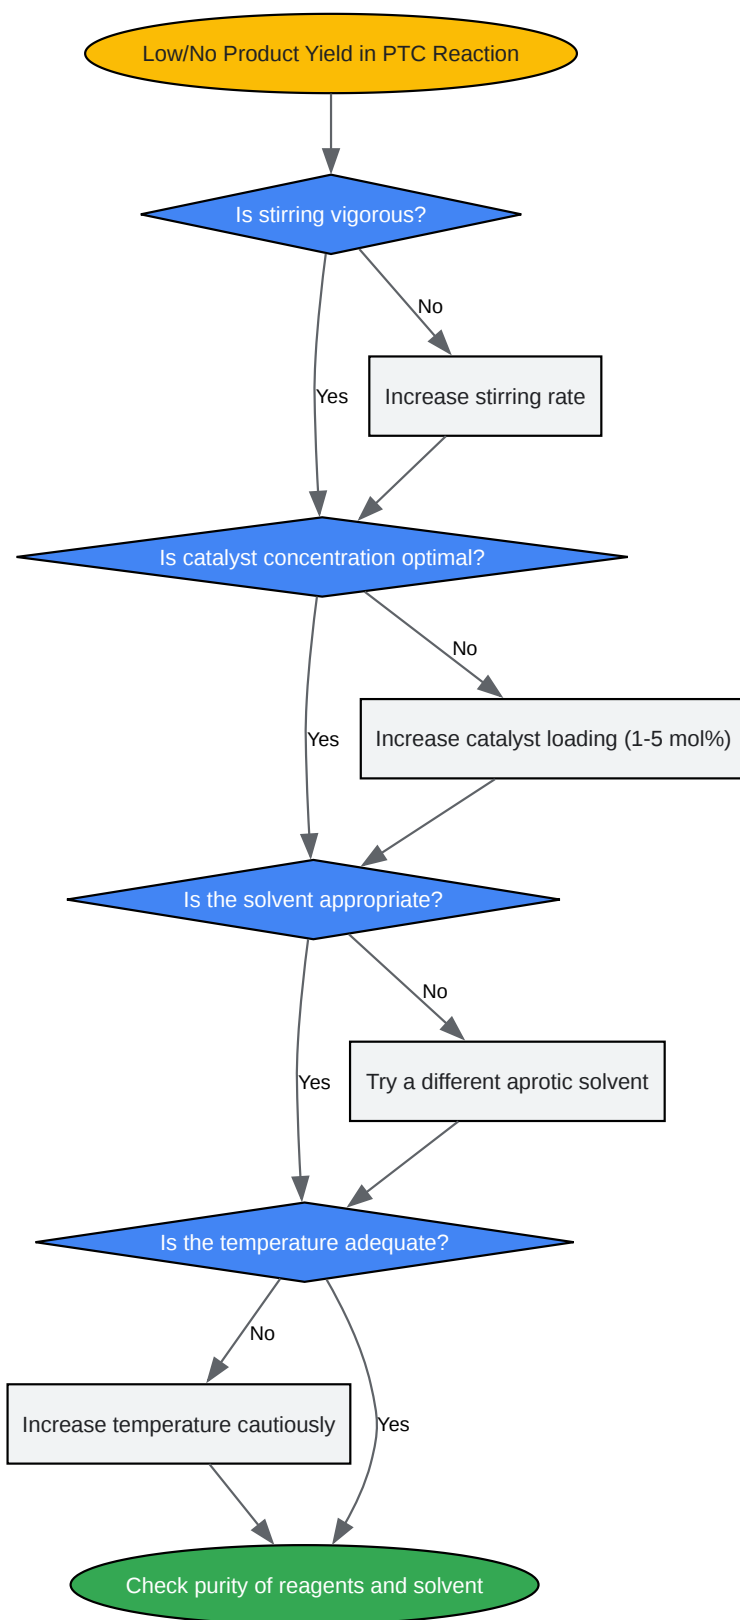 Low/No Product Yield in PTC Reaction
Is stirring vigorous?
No
Yes
Increase stirring rate
Is catalyst concentration optimal?
No
Yes
Increase catalyst loading (1-5 mol%)
Is the solvent appropriate?
No
Yes
Try a different aprotic solvent
Is the temperature adequate?
No
Increase temperature cautiously
Yes
Check purity of reagents and solvent